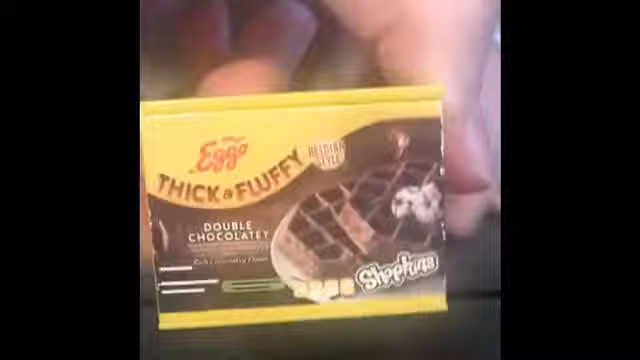 Eggo
THICK & FLUFFY
BELGIAN
STYLE
DOUBLE
CHOCOLATEY
Shopkins